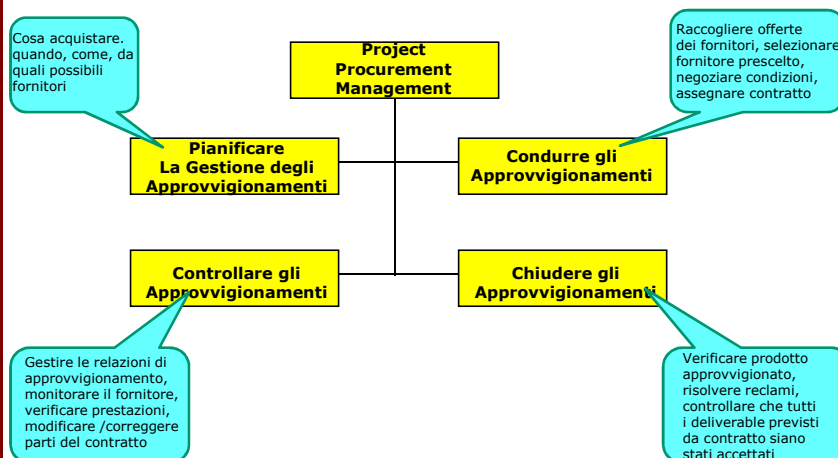 Cosa acquistare.
quando, come, da
quali possibili
fornitori
Project
Procurement
Management
Raccogliere offerte
dei fornitori, selezionare
fornitore prescelto,
negoziare condizioni,
assegnare contratto
Pianificare
La Gestione degli
Approvvigionamenti
Condurre gli
Approvvigionamenti
Controllare gli
Approvvigionamenti
Chiudere gli
Approvvigionamenti
Gestire le relazioni di
approvvigionamento,
monitorare il fornitore,
verificare prestazioni,
modificare /correggere
parti del contratto
Verificare prodotto
approvvigionato,
risolvere reclami,
controllare che tutti
i deliverable previsti
da contratto siano
stati accettati